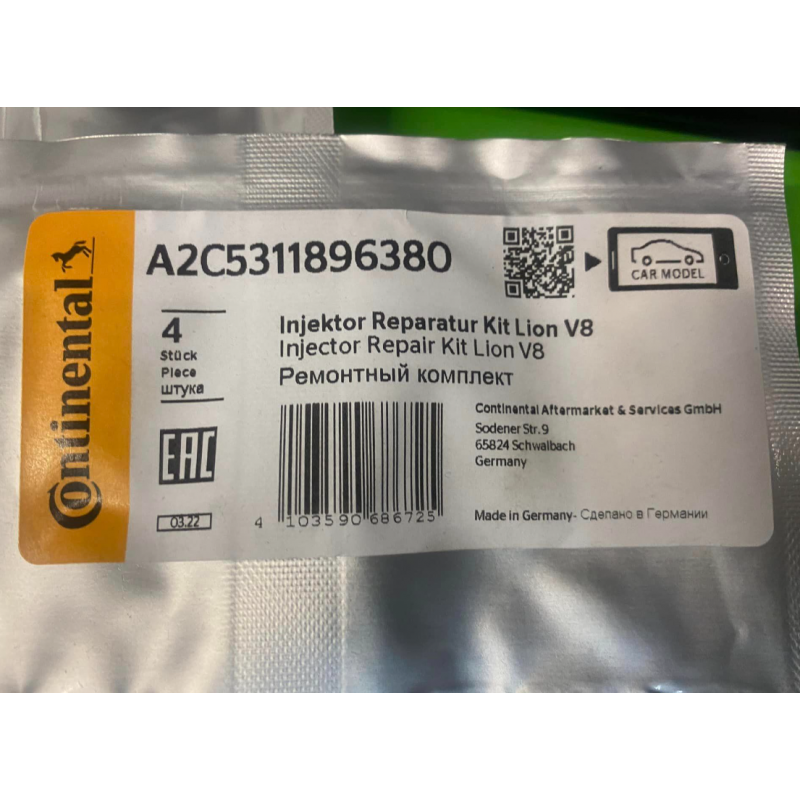 Continental
A2C5311896380
CAR MODEL
4
Stück
Piece
штука
Injektor Reparatur Kit Lion V8
Injector Repair Kit Lion V8
Ремонтный комплект
Continental Aftermarket & Services GmbH
Sodener Str. 9
65824 Schwalbach
Germany
EAC
03.22
4 103590 686725
Made in Germany- Сделано в Германии